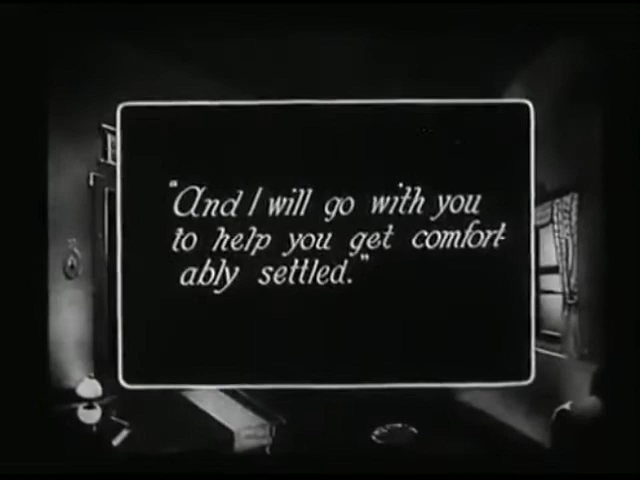 "And I will go with you
to help you get comfort-
ably settled."